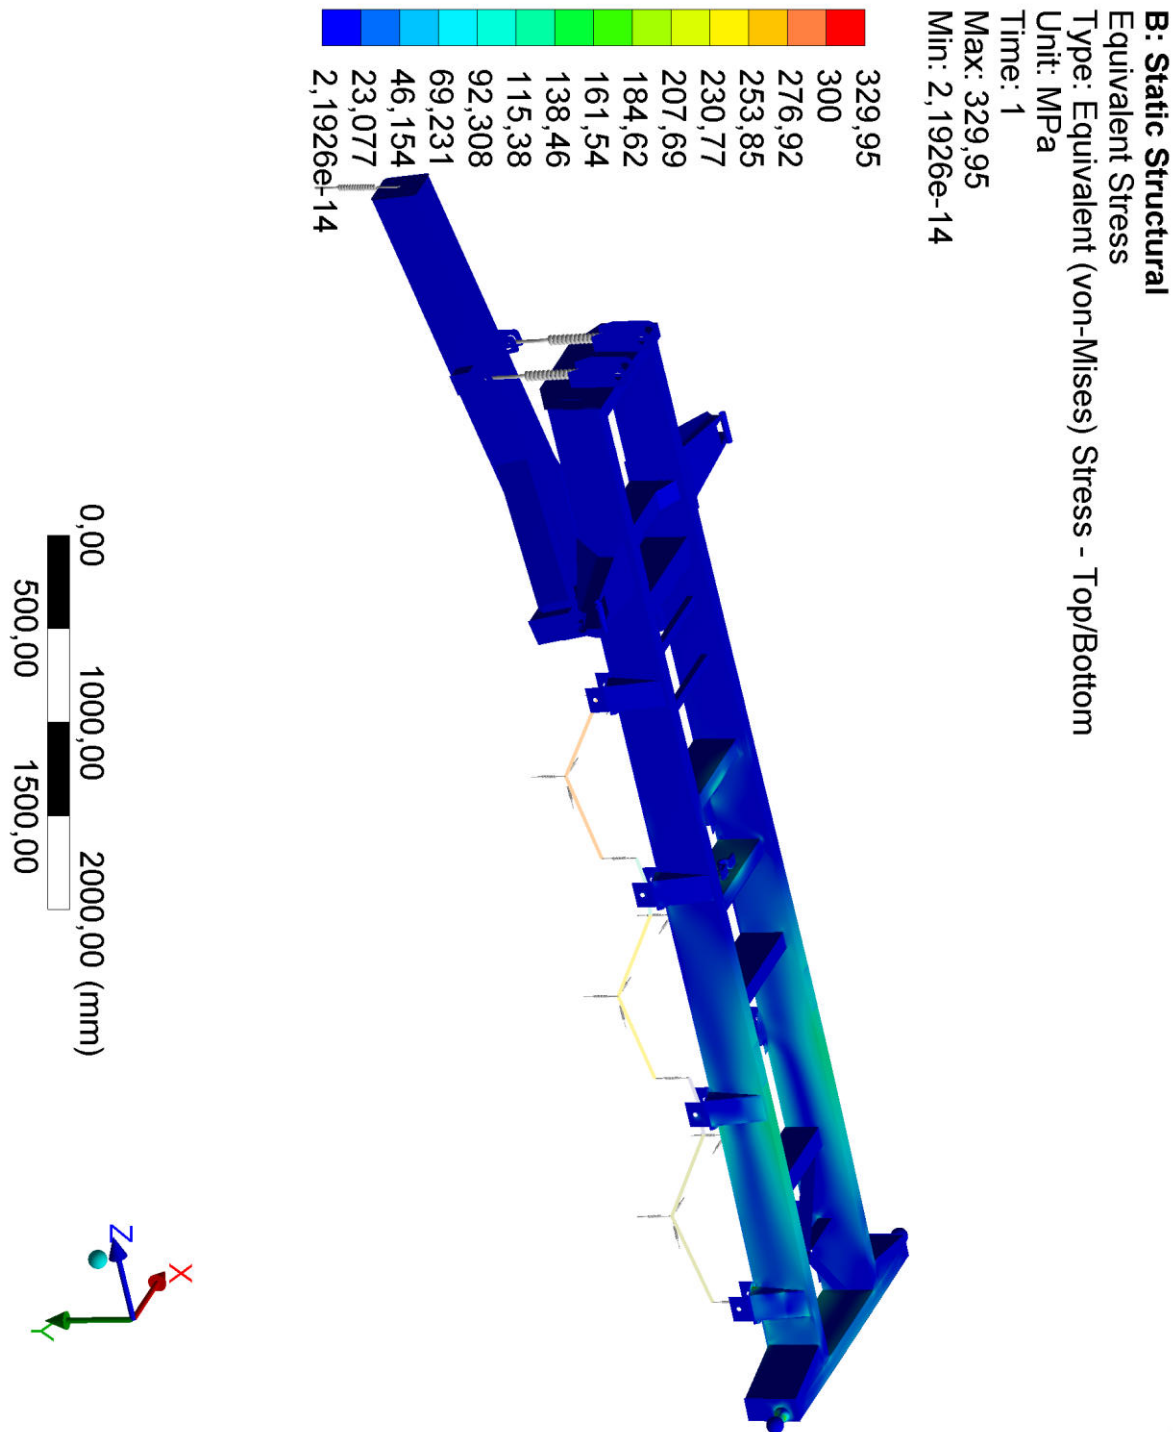 B: Static Structural
Equivalent Stress
Type: Equivalent (von-Mises) Stress - Top/Bottom
Unit: MPa
Time: 1
Max: 329,95
Min: 2,1926e-14
329,95
300
276,92
253,85
230,77
207,69
184,62
161,54
138,46
115,38
92,308
69,231
46,154
23,077
2,1926e-14
0,00
1000,00
2000,00 (mm)
500,00
1500,00
X
Y
Z